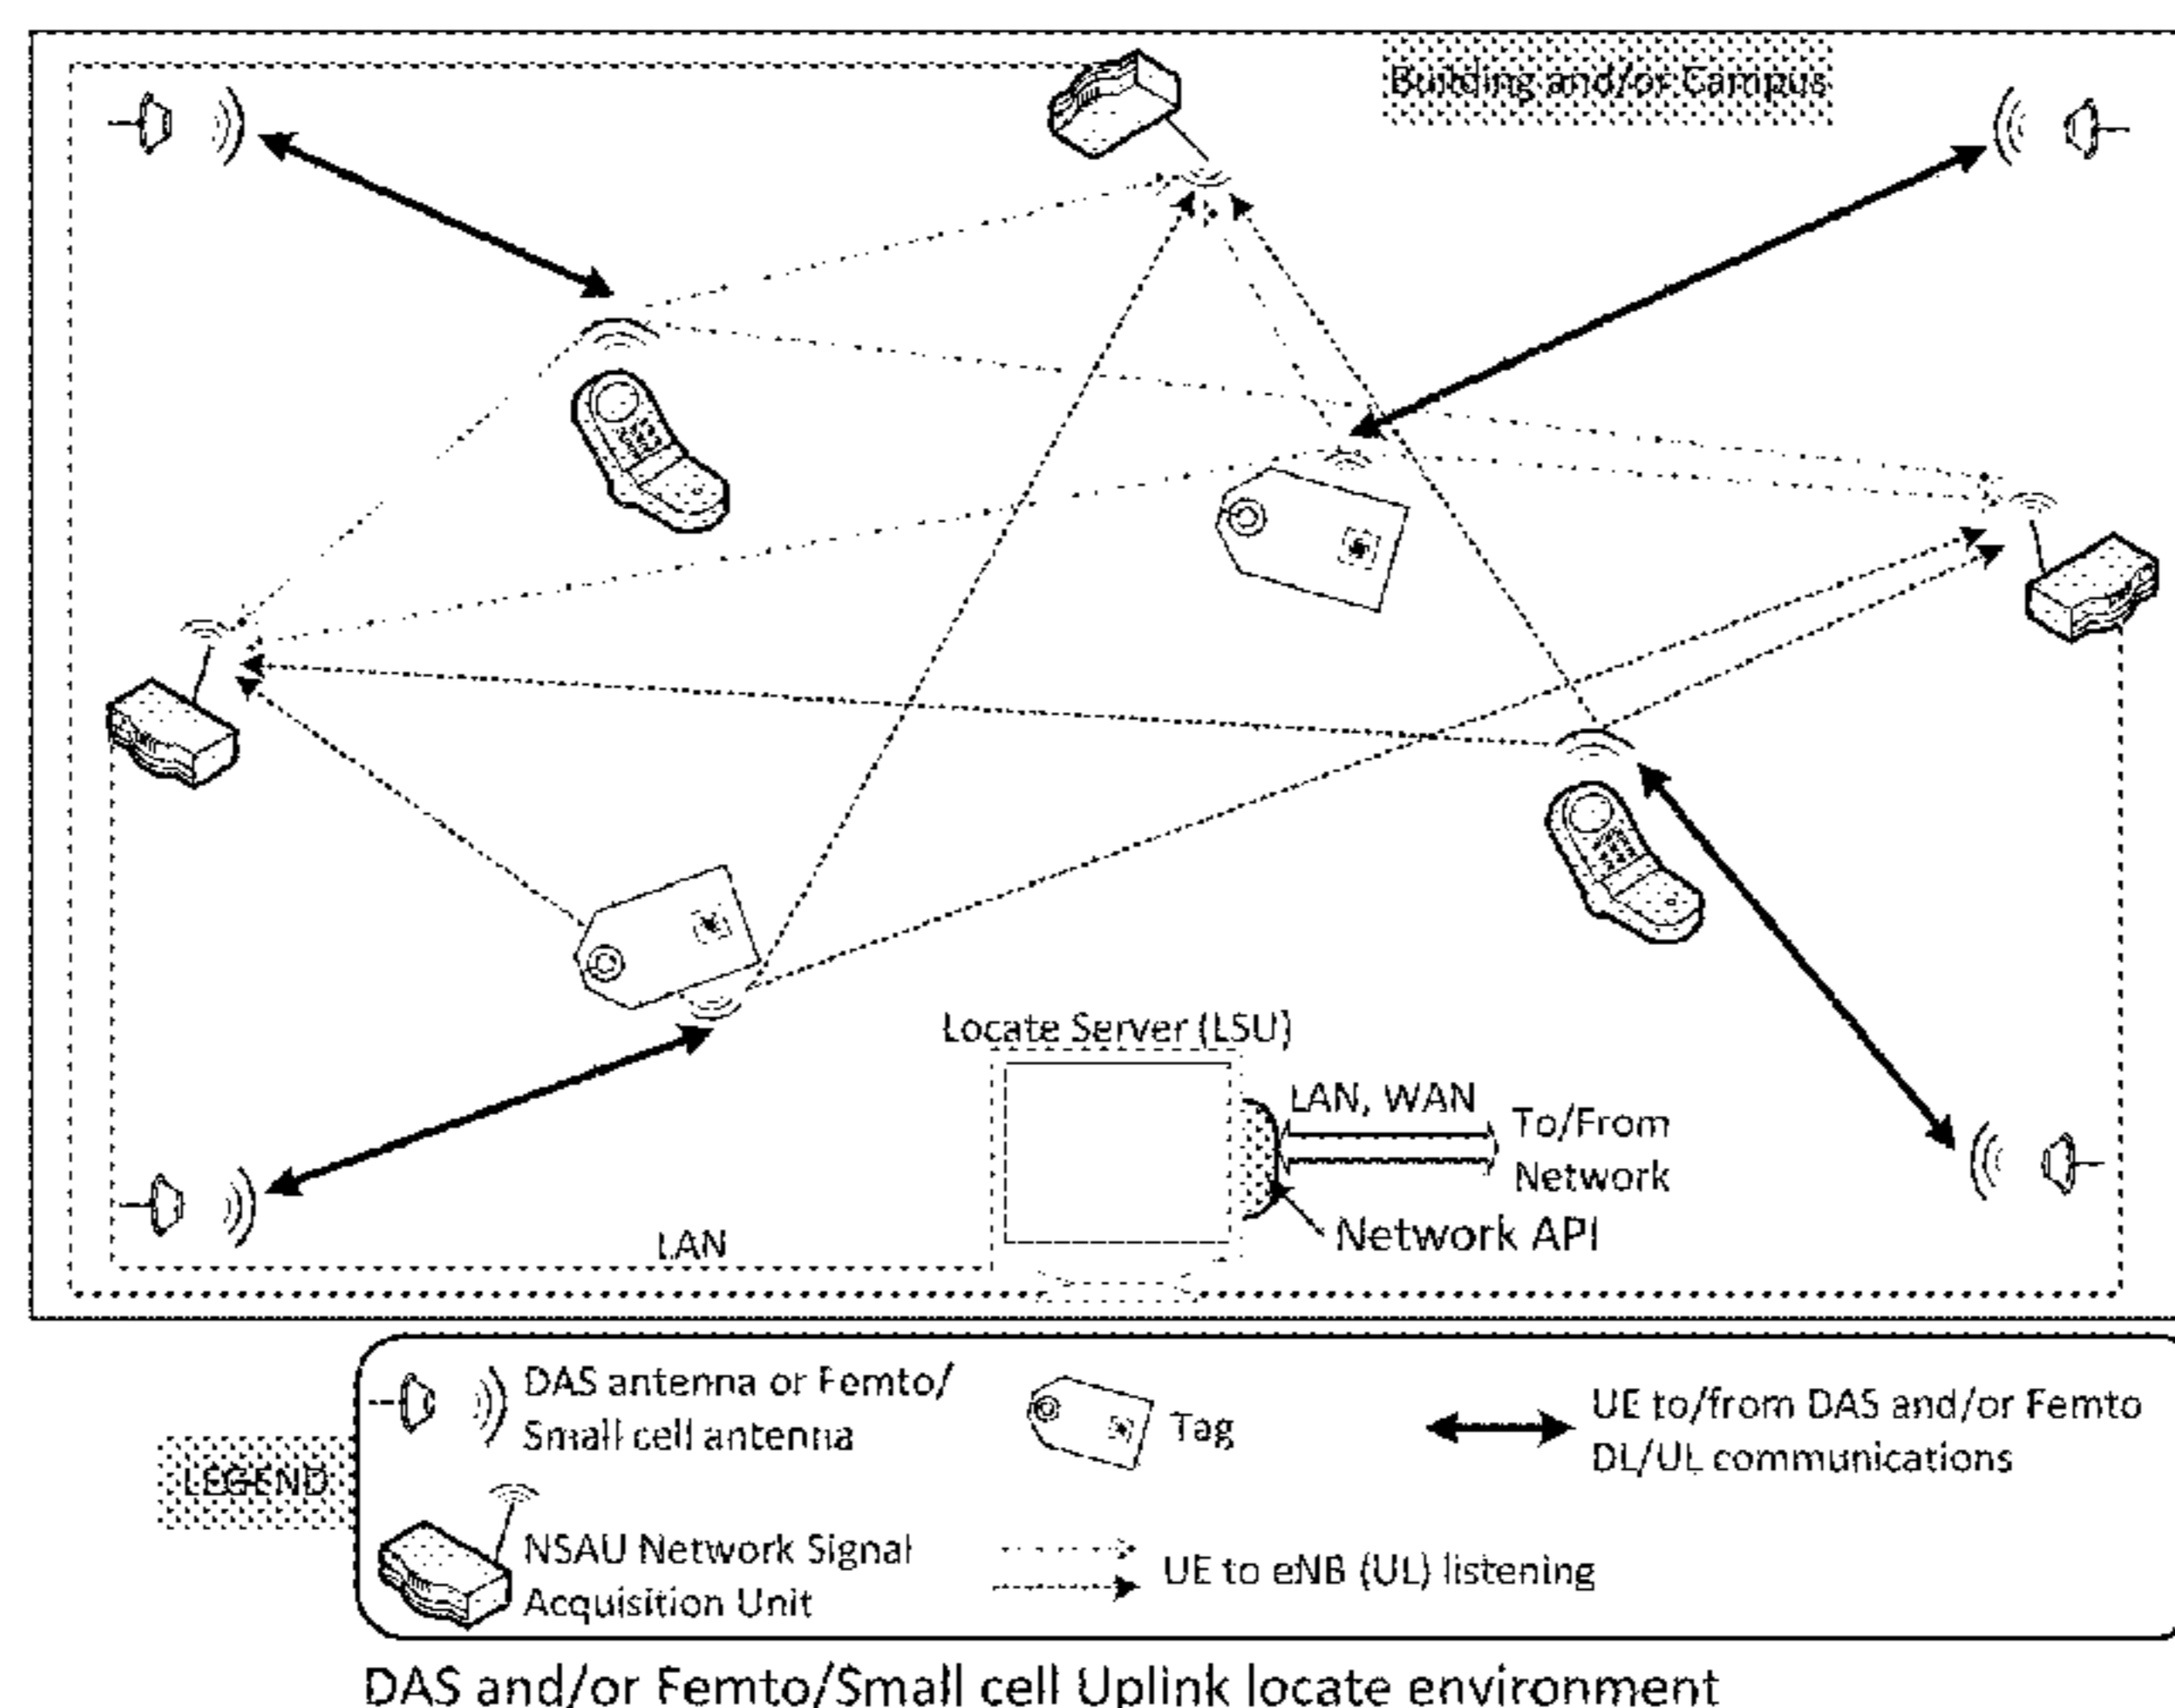 Building and/or Campus
Locate Server (LSU)
LAN, WAN
To/From
Network
Network API
LAN
LEGEND
DAS antenna or Femto/
Small cell antenna
Tag
UE to/from DAS and/or Femto
DL/UL communications
NSAU Network Signal
Acquisition Unit
UE to eNB (UL) listening
DAS and/or Femto/Small cell Uplink locate environment